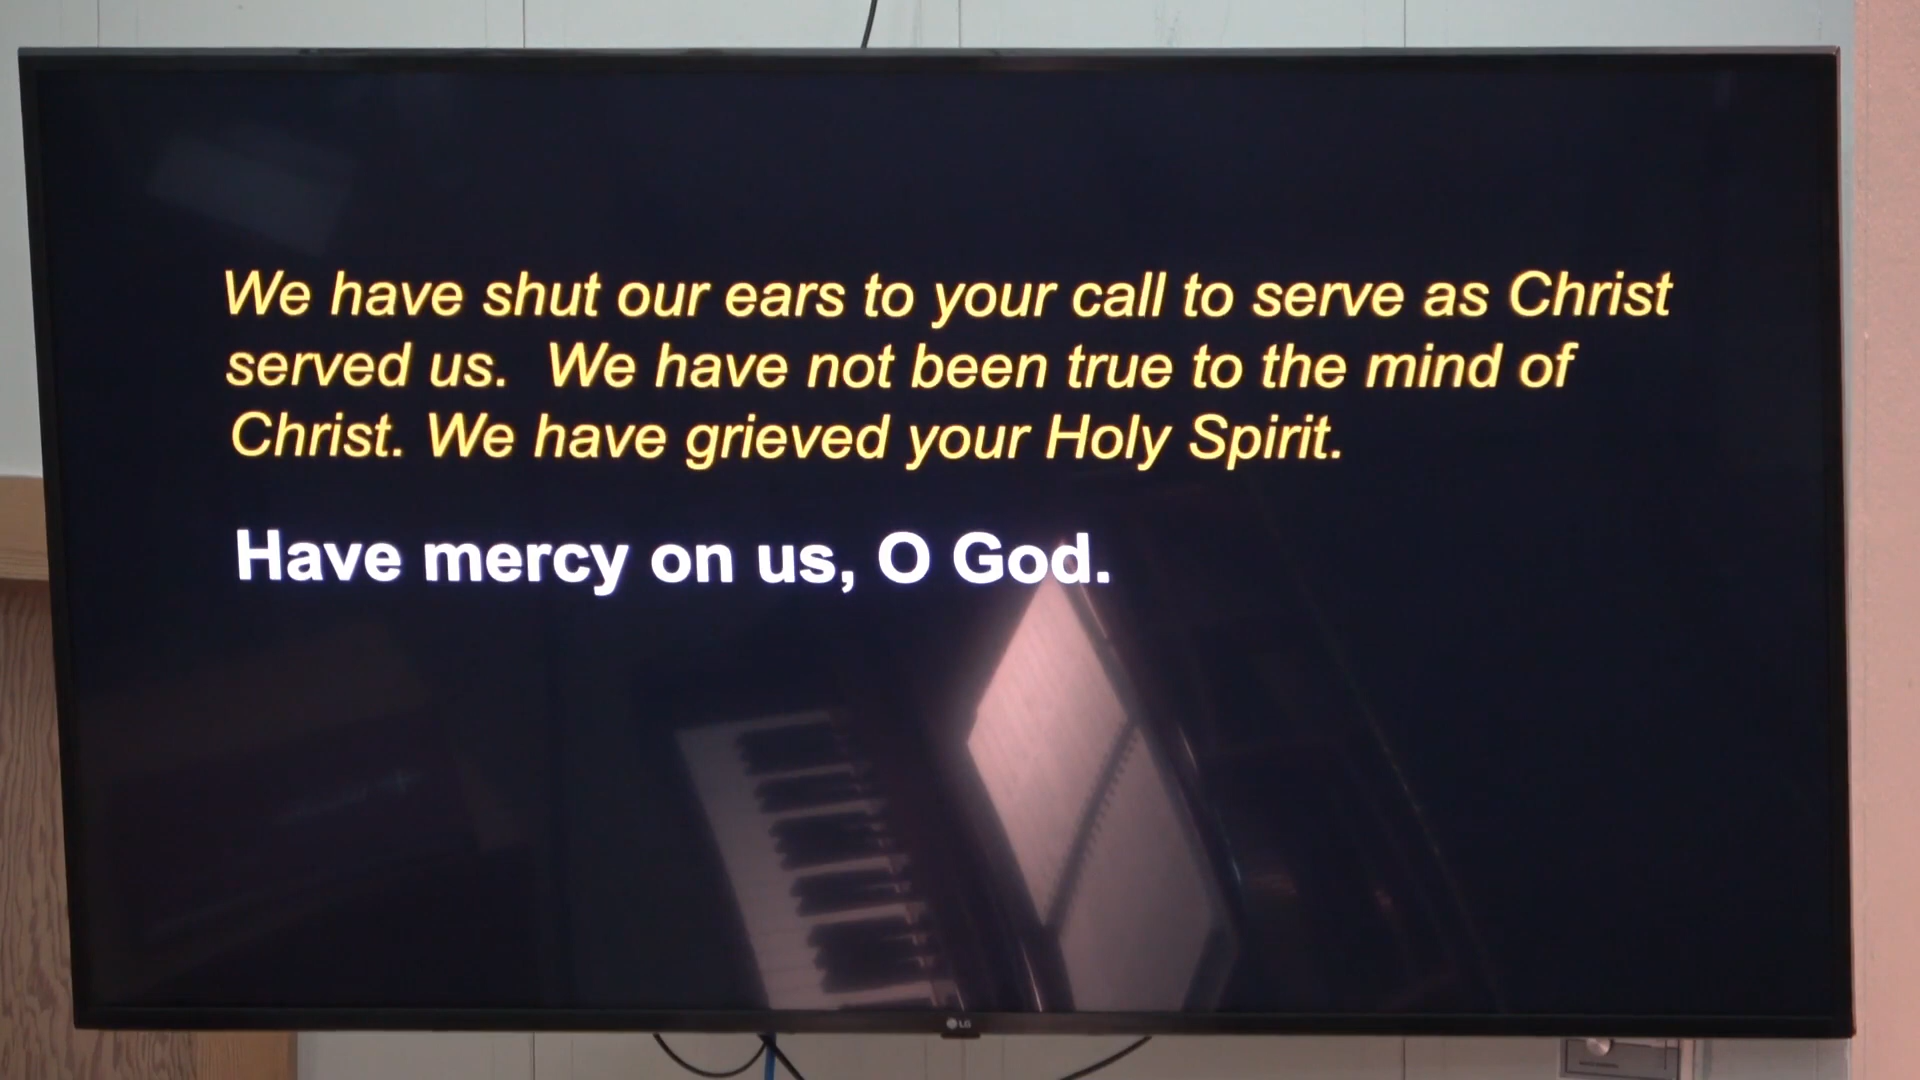 We have shut our ears to your call to serve as Christ
served us.  We have not been true to the mind of
Christ. We have grieved your Holy Spirit.
Have mercy on us, O God.
LG